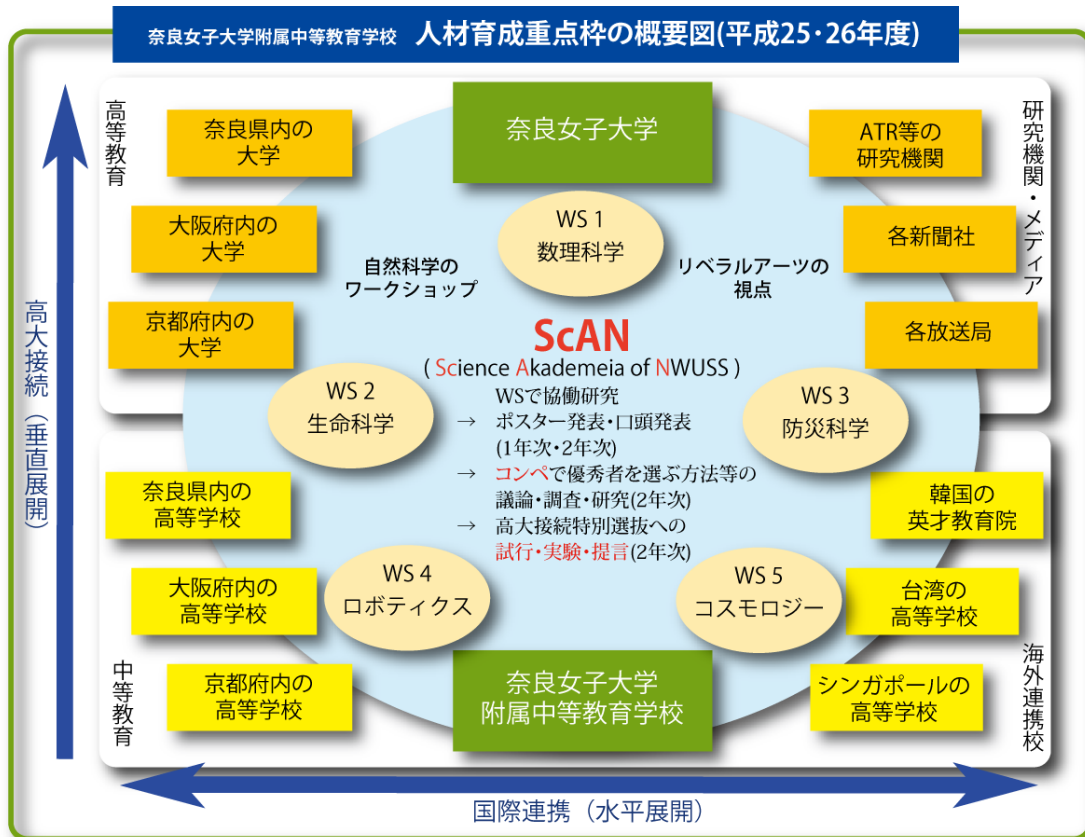 奈良女子大学附属中等教育学校 人材育成重点枠の概要図(平成25・26年度)
高等教育
奈良県内の
大学
大阪府内の
大学
京都府内の
大学
奈良女子大学
ATR等の
研究機関
各新聞社
各放送局
研究機関・メディア
WS 1
数理科学
自然科学の
ワークショップ
リベラルアーツの
視点
高大接続（垂直展開）
ScAN
( Science Akademeia of NWUSS )
WSで協働研究
→ ポスター発表・口頭発表
(1年次・2年次)
→ コンペで優秀者を選ぶ方法等の
議論・調査・研究(2年次)
→ 高大接続特別選抜への
試行・実験・提言(2年次)
WS 2
生命科学
WS 3
防災科学
WS 4
ロボティクス
WS 5
コスモロジー
奈良県内の
高等学校
大阪府内の
高等学校
京都府内の
高等学校
中等教育
奈良女子大学
附属中等教育学校
韓国の
英才教育院
台湾の
高等学校
シンガポールの
高等学校
海外連携校
国際連携（水平展開）